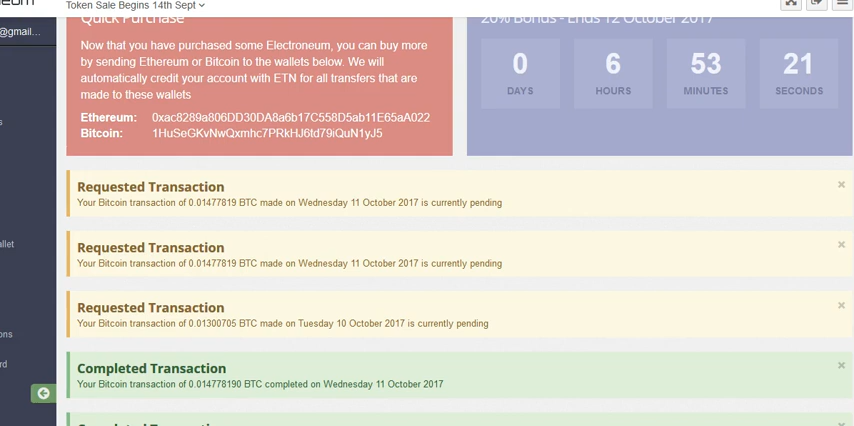 Token Sale Begins 14th Sept
@gmail...
Quick Purchase
20% Bonus - Ends 12 October 2017
Now that you have purchased some Electroneum, you can buy more
by sending Ethereum or Bitcoin to the wallets below. We will
automatically credit your account with ETN for all transfers that are
made to these wallets
Ethereum: 0xac8289a806DD30DA8a6b17C558D5ab11E65aA022
Bitcoin: 1HuSeGKvNwQxmhc7PRkHJ6td79iQuN1yJ5
0 6 53 21
DAYS HOURS MINUTES SECONDS
Requested Transaction
Your Bitcoin transaction of 0.01477819 BTC made on Wednesday 11 October 2017 is currently pending
Requested Transaction
Your Bitcoin transaction of 0.01477819 BTC made on Wednesday 11 October 2017 is currently pending
Requested Transaction
Your Bitcoin transaction of 0.01300705 BTC made on Tuesday 10 October 2017 is currently pending
Completed Transaction
Your Bitcoin transaction of 0.014778190 BTC completed on Wednesday 11 October 2017